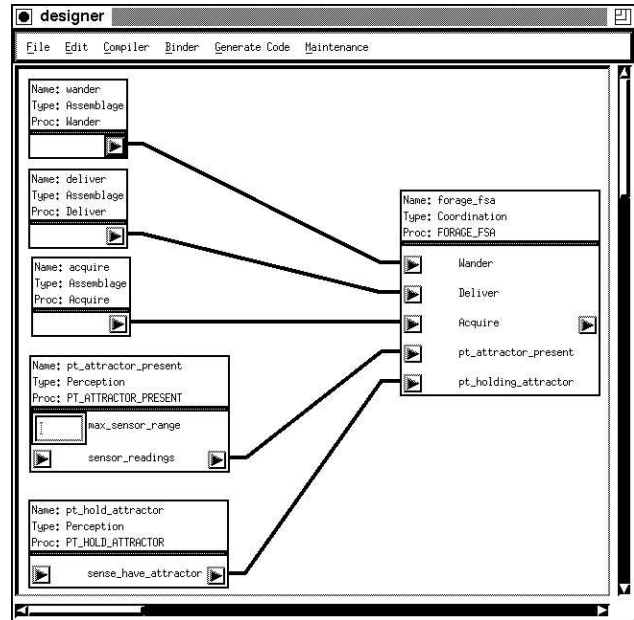 designer
File Edit Compiler Binder Generate Code Maintenance
Name: wander
Type: Assemblage
Proc: Wander
Name: deliver
Type: Assemblage
Proc: Deliver
Name: acquire
Type: Assemblage
Proc: Acquire
Name: pt_attractor_present
Type: Perception
Proc: PT_ATTRACTOR_PRESENT
max_sensor_range
sensor_readings
Name: pt_hold_attractor
Type: Perception
Proc: PT_HOLD_ATTRACTOR
sense_have_attractor
Name: forage_fsa
Type: Coordination
Proc: FORAGE_FSA
Wander
Deliver
Acquire
pt_attractor_present
pt_holding_attractor